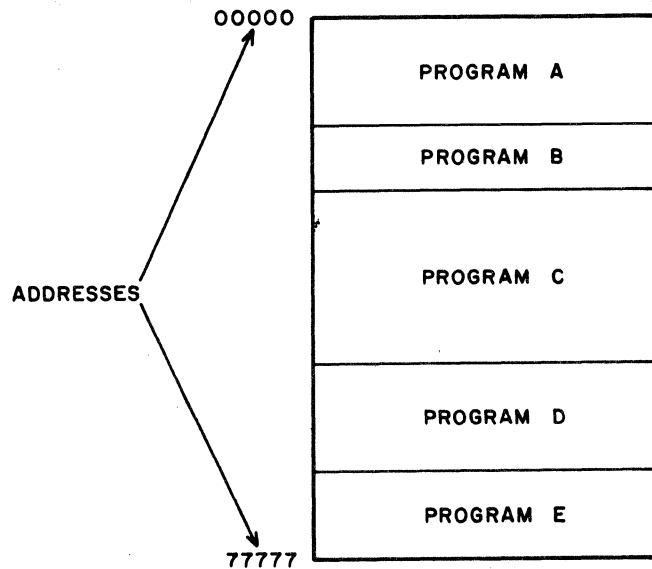 00000
PROGRAM A
PROGRAM B
PROGRAM C
ADDRESSES
PROGRAM D
PROGRAM E
77777